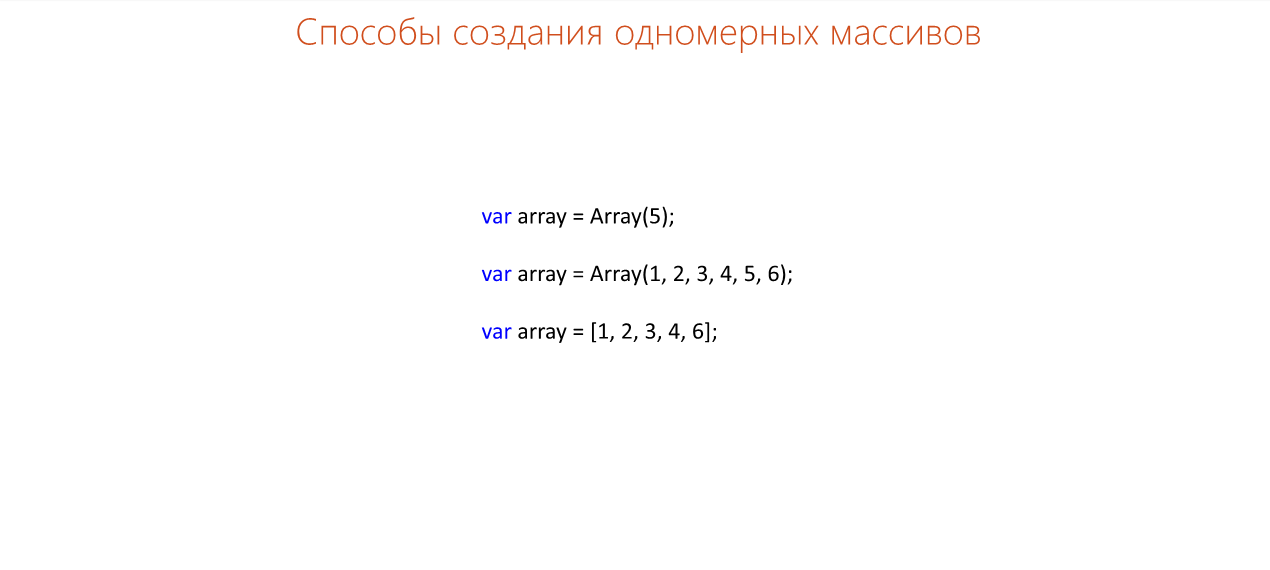 Способы создания одномерных массивов
var array = Array(5);
var array = Array(1, 2, 3, 4, 5, 6);
var array = [1, 2, 3, 4, 6];